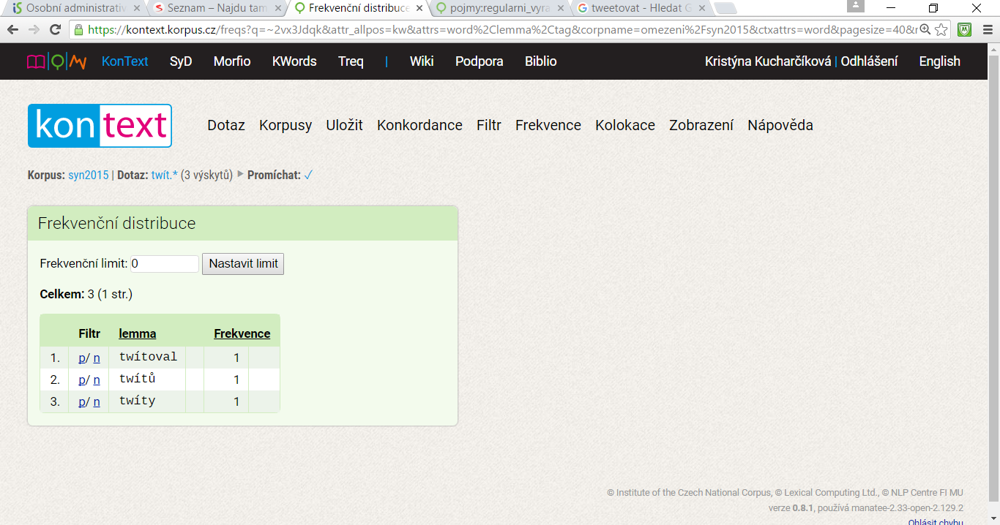 Osobní administrativ
Seznam – Najdu tam
Frekvenční distribuce
pojmy:regularni_vyra
tweetovat - Hledat G
https://kontext.korpus.cz/freqs?q=~2vx3Jdqk&attr_allpos=kw&attrs=word%2Clemma%2Ctag&corpname=omezeni%2Fsyn2015&ctxattrs=word&pagesize=40&r
KonText SyD Morfio KWords Treq | Wiki Podpora Biblio Kristýna Kucharčíková | Odhlášení English
kontext
Dotaz Korpusy Uložit Konkordance Filtr Frekvence Kolokace Zobrazení Nápověda
Korpus: syn2015 | Dotaz: twít.* (3 výskytů) ▶ Promíchat: ✓
Frekvenční distribuce
Frekvenční limit: 0 Nastavit limit
Celkem: 3 (1 str.)
Filtr lemma Frekvence
1. p/ n twítoval 1
2. p/ n twítů 1
3. p/ n twíty 1
© Institute of the Czech National Corpus, © Lexical Computing Ltd., © NLP Centre FI MU
verze 0.8.1, používá manatee-2.33-open-2.129.2
Ohlásit chybu